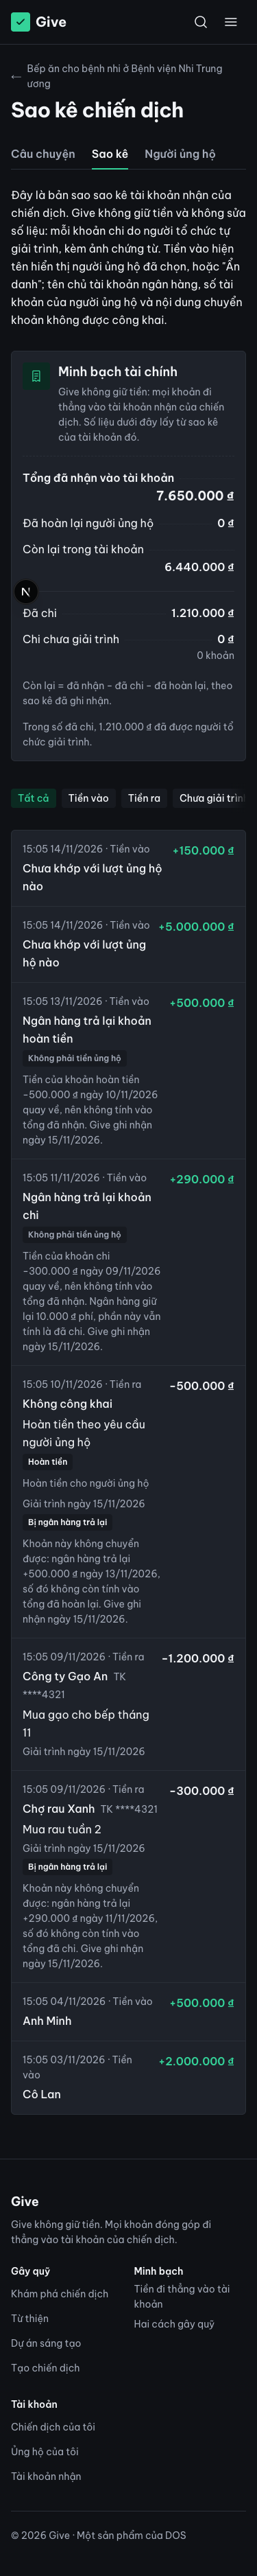 Give
Bếp ăn cho bệnh nhi ở Bệnh viện Nhi Trung
ương
Sao kê chiến dịch
Câu chuyện Sao kê Người ủng hộ
Đây là bản sao sao kê tài khoản nhận của
chiến dịch. Give không giữ tiền và không sửa
số liệu: mỗi khoản chi do người tổ chức tự
giải trình, kèm ảnh chứng từ. Tiền vào hiện
tên hiển thị người ủng hộ đã chọn, hoặc "Ẩn
danh"; tên chủ tài khoản ngân hàng, số tài
khoản của người ủng hộ và nội dung chuyển
khoản không được công khai.
Minh bạch tài chính
Give không giữ tiền: mọi khoản đi
thẳng vào tài khoản nhận của chiến
dịch. Số liệu dưới đây lấy từ sao kê
của tài khoản đó.
Tổng đã nhận vào tài khoản
7.650.000 ₫
Đã hoàn lại người ủng hộ 0 ₫
Còn lại trong tài khoản
6.440.000 ₫
Đã chi 1.210.000 ₫
Chi chưa giải trình 0 ₫
0 khoản
Còn lại = đã nhận − đã chi − đã hoàn lại, theo
sao kê đã ghi nhận.
Trong số đã chi, 1.210.000 ₫ đã được người tổ
chức giải trình.
Tất cả Tiền vào Tiền ra Chưa giải trình
15:05 14/11/2026 · Tiền vào +150.000 ₫
Chưa khớp với lượt ủng hộ
nào
15:05 14/11/2026 · Tiền vào +5.000.000 ₫
Chưa khớp với lượt ủng
hộ nào
15:05 13/11/2026 · Tiền vào +500.000 ₫
Ngân hàng trả lại khoản
hoàn tiền
Không phải tiền ủng hộ
Tiền của khoản hoàn tiền
−500.000 ₫ ngày 10/11/2026
quay về, nên không tính vào
tổng đã nhận. Give ghi nhận
ngày 15/11/2026.
15:05 11/11/2026 · Tiền vào +290.000 ₫
Ngân hàng trả lại khoản
chi
Không phải tiền ủng hộ
Tiền của khoản chi
−300.000 ₫ ngày 09/11/2026
quay về, nên không tính vào
tổng đã nhận. Ngân hàng giữ
lại 10.000 ₫ phí, phần này vẫn
tính là đã chi. Give ghi nhận
ngày 15/11/2026.
15:05 10/11/2026 · Tiền ra −500.000 ₫
Không công khai
Hoàn tiền theo yêu cầu
người ủng hộ
Hoàn tiền
Hoàn tiền cho người ủng hộ
Giải trình ngày 15/11/2026
Bị ngân hàng trả lại
Khoản này không chuyển
được: ngân hàng trả lại
+500.000 ₫ ngày 13/11/2026,
số đó không còn tính vào
tổng đã hoàn lại. Give ghi
nhận ngày 15/11/2026.
15:05 09/11/2026 · Tiền ra −1.200.000 ₫
Công ty Gạo An TK
****4321
Mua gạo cho bếp tháng
11
Giải trình ngày 15/11/2026
15:05 09/11/2026 · Tiền ra −300.000 ₫
Chợ rau Xanh TK ****4321
Mua rau tuần 2
Giải trình ngày 15/11/2026
Bị ngân hàng trả lại
Khoản này không chuyển
được: ngân hàng trả lại
+290.000 ₫ ngày 11/11/2026,
số đó không còn tính vào
tổng đã chi. Give ghi nhận
ngày 15/11/2026.
15:05 04/11/2026 · Tiền vào +500.000 ₫
Anh Minh
15:05 03/11/2026 · Tiền
vào +2.000.000 ₫
Cô Lan
Give
Give không giữ tiền. Mọi khoản đóng góp đi
thẳng vào tài khoản của chiến dịch.
Gây quỹ
Khám phá chiến dịch
Từ thiện
Dự án sáng tạo
Tạo chiến dịch
Minh bạch
Tiền đi thẳng vào tài
khoản
Hai cách gây quỹ
Tài khoản
Chiến dịch của tôi
Ủng hộ của tôi
Tài khoản nhận
© 2026 Give · Một sản phẩm của DOS